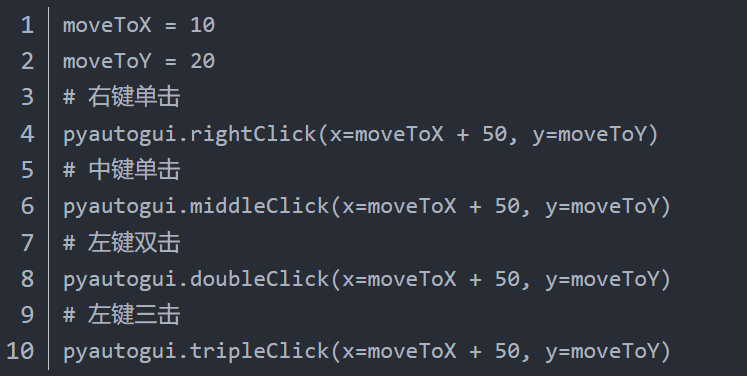 1 moveToX = 10
2 moveToY = 20
3 # 右键单击
4 pyautogui.rightClick(x=moveToX + 50, y=moveToY)
5 # 中键单击
6 pyautogui.middleClick(x=moveToX + 50, y=moveToY)
7 # 左键双击
8 pyautogui.doubleClick(x=moveToX + 50, y=moveToY)
9 # 左键三击
10 pyautogui.tripleClick(x=moveToX + 50, y=moveToY)